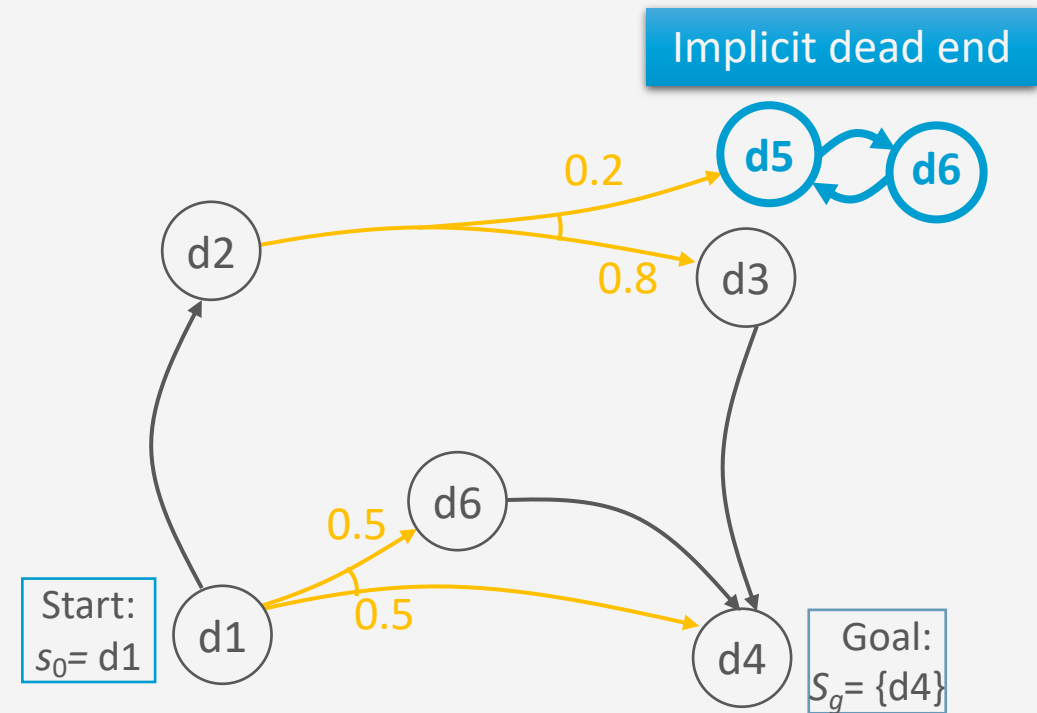 Implicit dead end
d5
d6
0.2
d2
0.8
d3
d6
0.5
0.5
Start:
s₀= d1
d1
d4
Goal:
S_g= {d4}